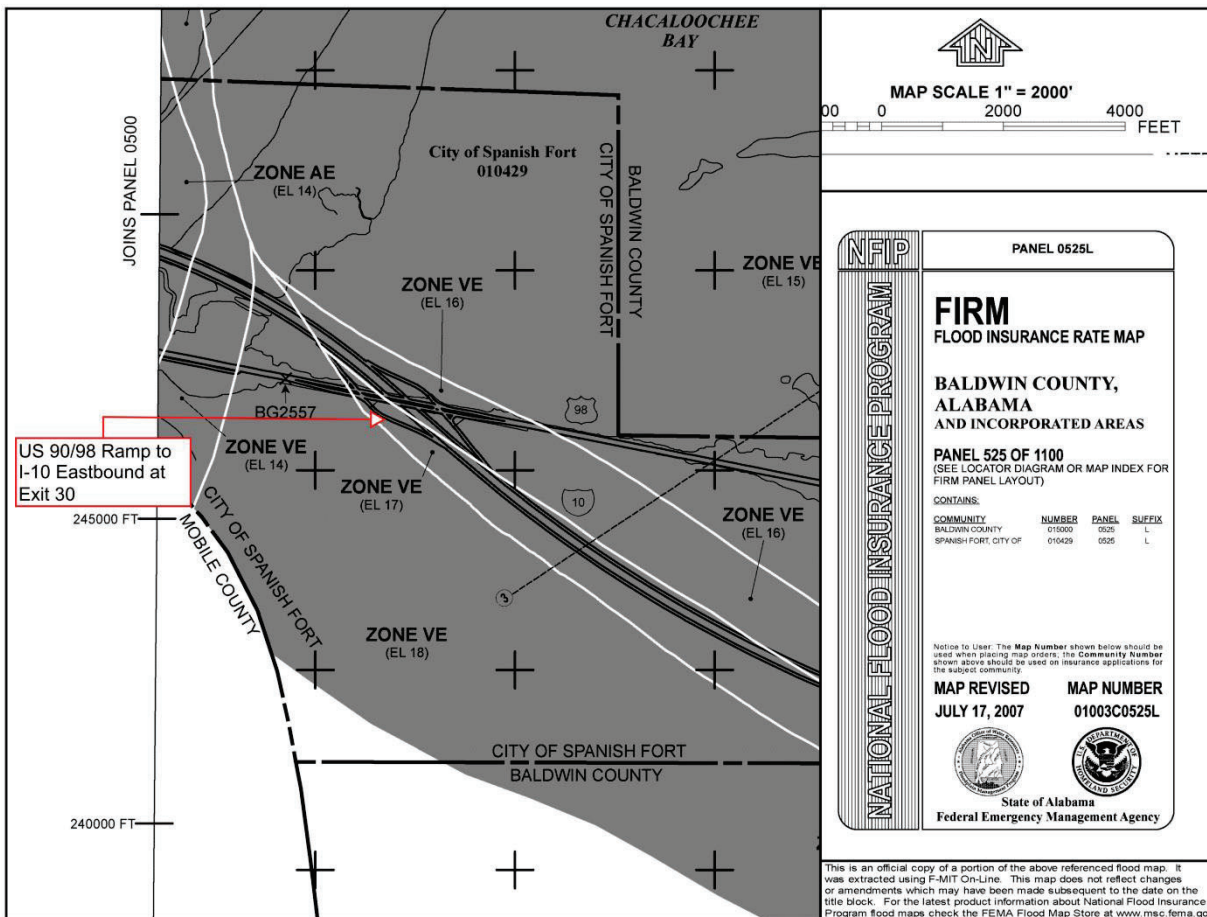 CHACALOOCHEE
BAY
JOINS PANEL 0500
ZONE AE
(EL 14)
City of Spanish Fort
010429
CITY OF SPANISH FORT
BALDWIN COUNTY
ZONE VE
(EL 16)
ZONE VE
(EL 15)
98
BG2557
US 90/98 Ramp to
I-10 Eastbound at
Exit 30
ZONE VE
(EL 14)
ZONE VE
(EL 17)
10
ZONE VE
(EL 16)
245000 FT
CITY OF SPANISH FORT
MOBILE COUNTY
3
ZONE VE
(EL 18)
CITY OF SPANISH FORT
BALDWIN COUNTY
240000 FT
N
MAP SCALE 1" = 2000'
00 0 2000 4000
FEET
NFIP
PANEL 0525L
NATIONAL FLOOD INSURANCE PROGRAM
FIRM
FLOOD INSURANCE RATE MAP
BALDWIN COUNTY,
ALABAMA
AND INCORPORATED AREAS
PANEL 525 OF 1100
(SEE LOCATOR DIAGRAM OR MAP INDEX FOR
FIRM PANEL LAYOUT)
CONTAINS:
COMMUNITY NUMBER PANEL SUFFIX
BALDWIN COUNTY 015000 0525 L
SPANISH FORT, CITY OF 010429 0525 L
Notice to User: The Map Number shown below should be
used when placing map orders; the Community Number
shown above should be used on insurance applications for
the subject community.
MAP REVISED
JULY 17, 2007
MAP NUMBER
01003C0525L
U.S. DEPARTMENT OF
HOMELAND SECURITY
State of Alabama
Federal Emergency Management Agency
This is an official copy of a portion of the above referenced flood map. It
was extracted using F-MIT On-Line. This map does not reflect changes
or amendments which may have been made subsequent to the date on the
title block. For the latest product information about National Flood Insurance
Program flood maps check the FEMA Flood Map Store at www.msc.fema.go